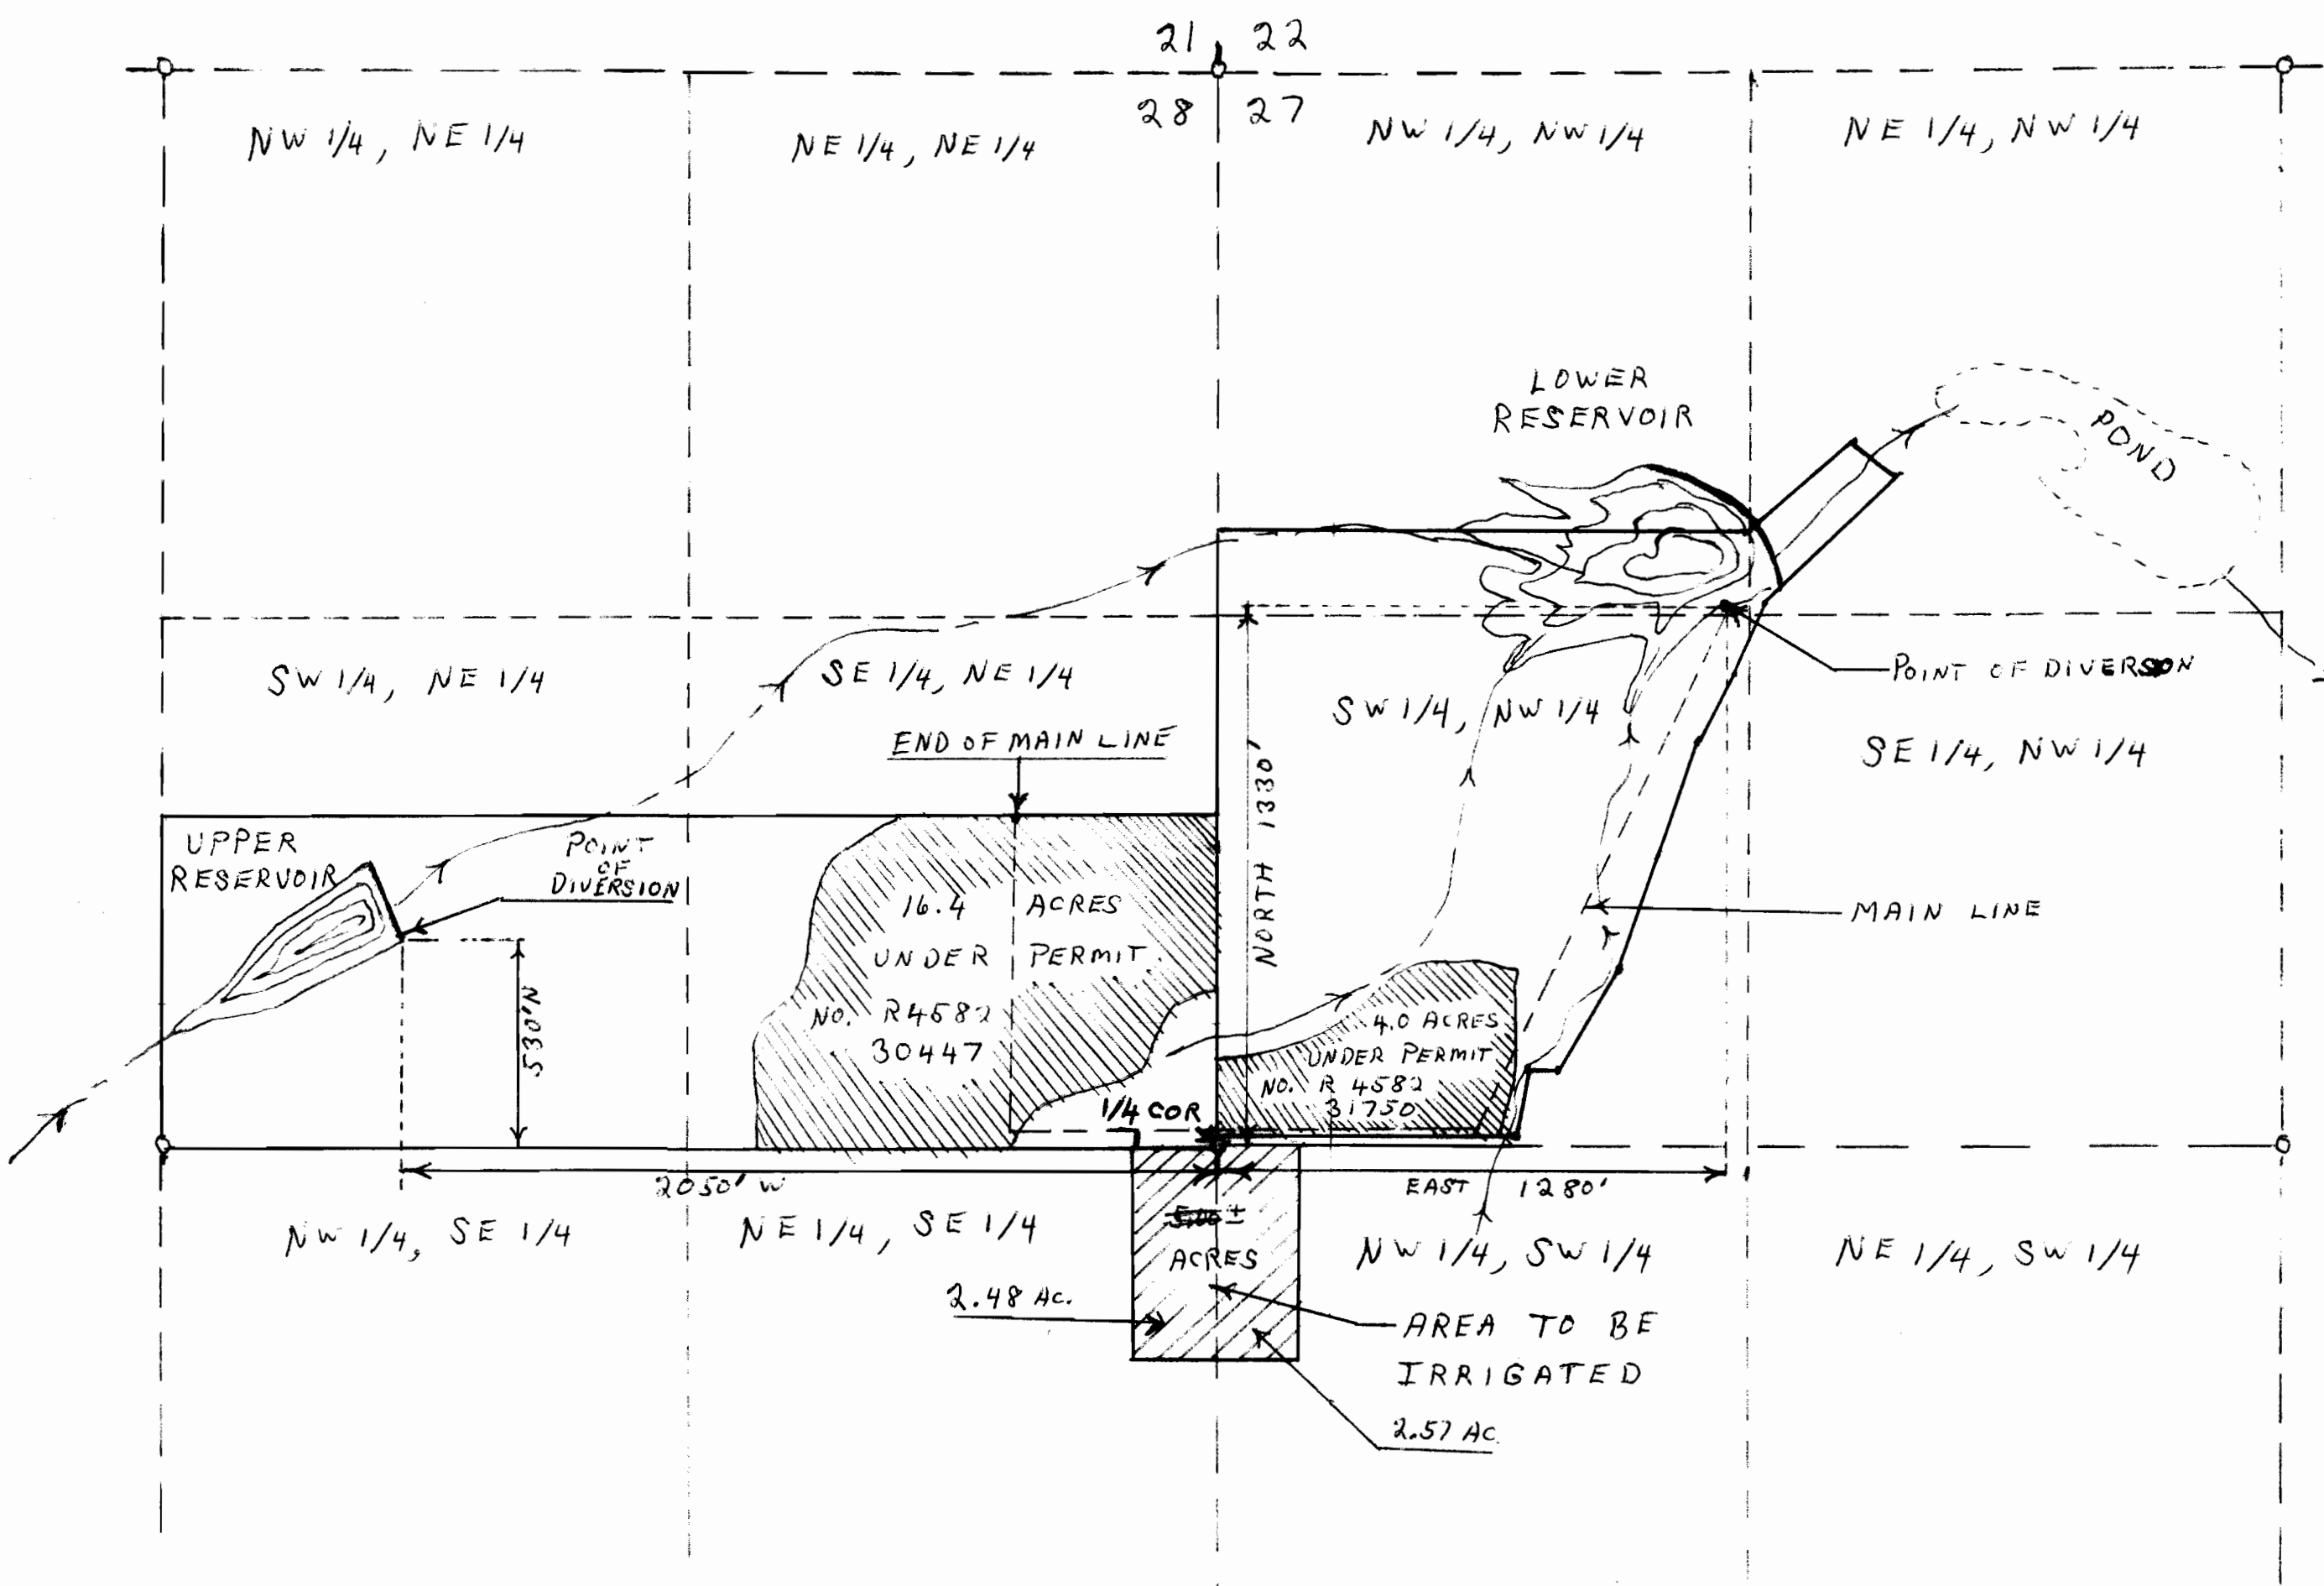 21 22
28 27
NW 1/4, NE 1/4
NE 1/4, NE 1/4
NW 1/4, NW 1/4
NE 1/4, NW 1/4
LOWER
RESERVOIR
POND
SW 1/4, NE 1/4
SE 1/4, NE 1/4
SW 1/4, NW 1/4
POINT OF DIVERSON
SE 1/4, NW 1/4
END OF MAIN LINE
NORTH 1330'
UPPER
RESERVOIR
POINT
OF
DIVERSION
530' N
16.4 ACRES
UNDER PERMIT
NO. R4582
30447
MAIN LINE
4.0 ACRES
UNDER PERMIT
NO. R 4582
31750
1/4 COR
2050' W
EAST 1280'
NW 1/4, SE 1/4
NE 1/4, SE 1/4
5.00 ±
ACRES
NW 1/4, SW 1/4
NE 1/4, SW 1/4
2.48 AC.
AREA TO BE
IRRIGATED
2.57 AC.